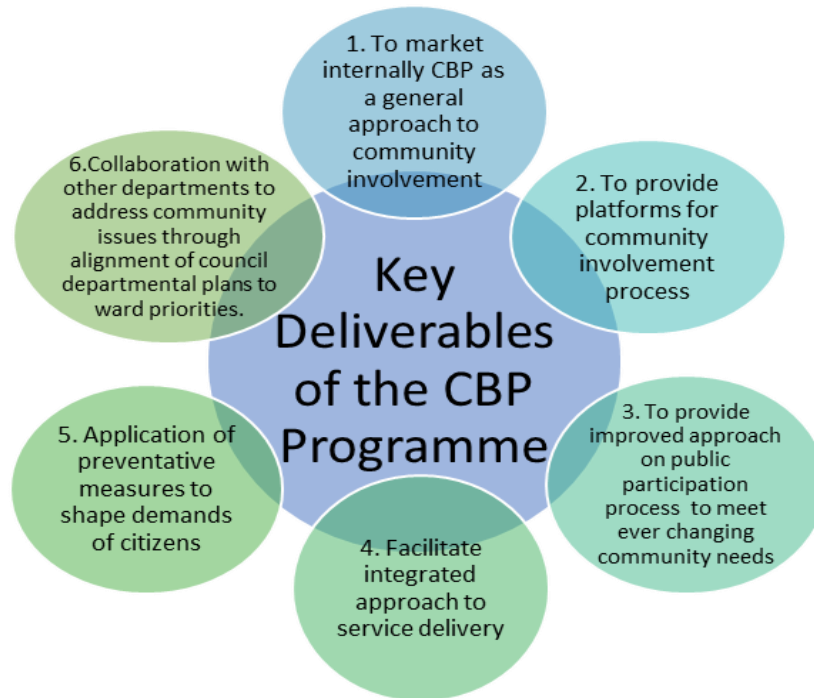 1. To market
internally CBP as
a general
approach to
community
involvement
2. To provide
platforms for
community
involvement
process
3. To provide
improved approach
on public
participation
process to meet
ever changing
community needs
4. Facilitate
integrated
approach to
service delivery
5. Application of
preventative
measures to
shape demands
of citizens
6.Collaboration with
other departments to
address community
issues through
alignment of council
departmental plans to
ward priorities.
Key
Deliverables
of the CBP
Programme